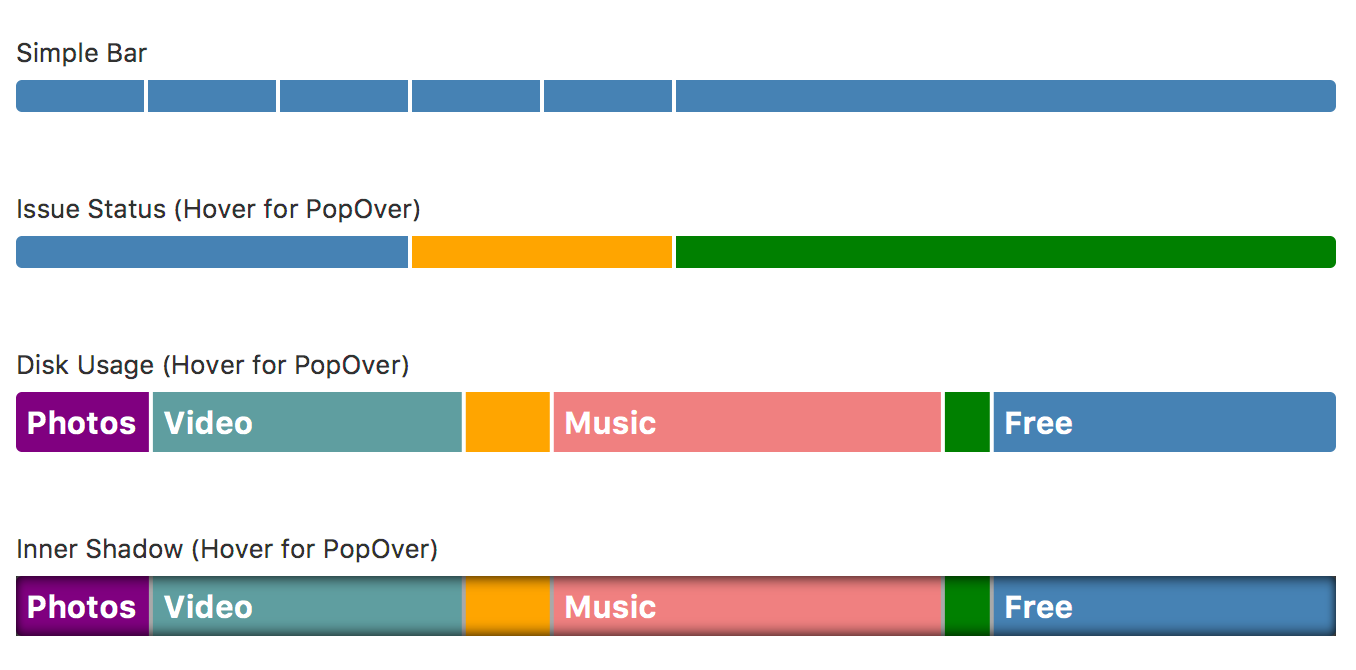 Simple Bar
Issue Status (Hover for PopOver)
Disk Usage (Hover for PopOver)
Photos Video Music Free
Inner Shadow (Hover for PopOver)
Photos Video Music Free